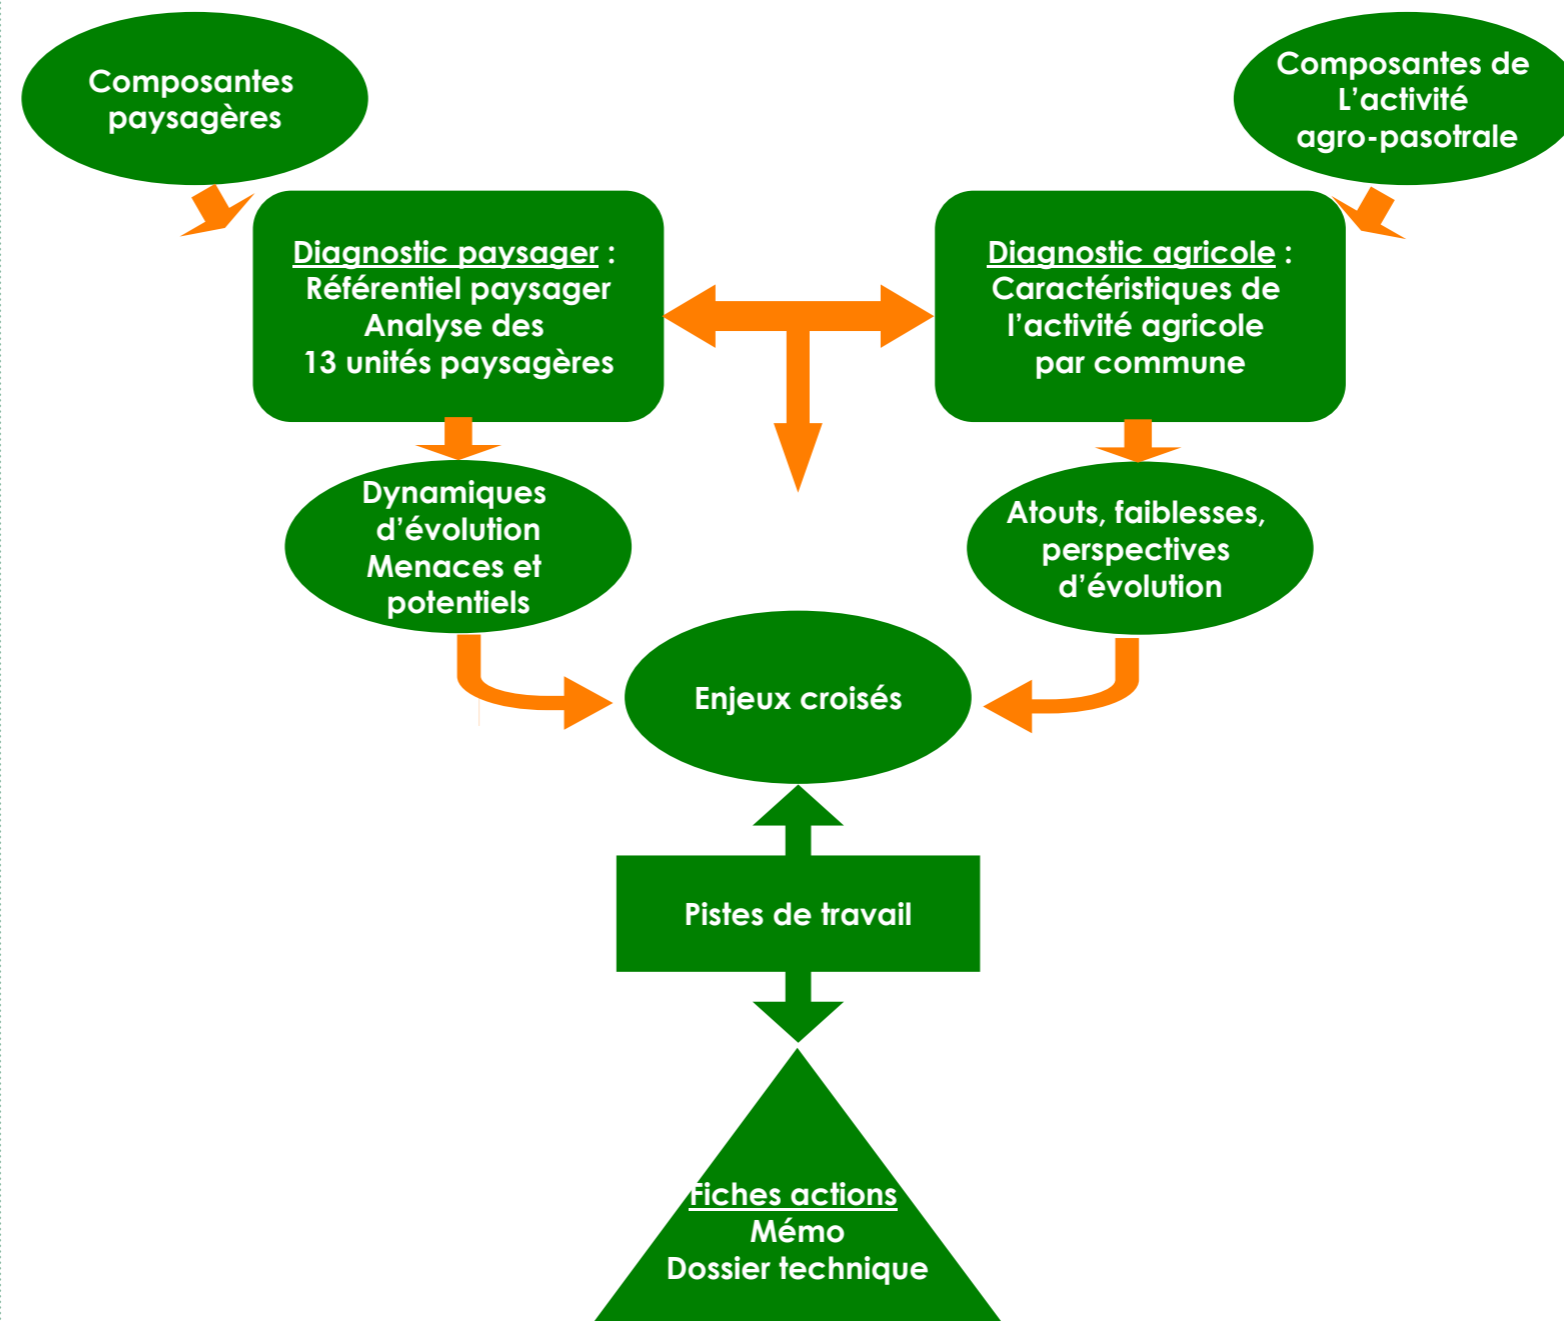 Composantes
paysagères
Composantes de
L’activité
agro-pasotrale
Diagnostic paysager :
Référentiel paysager
Analyse des
13 unités paysagères
Diagnostic agricole :
Caractéristiques de
l’activité agricole
par commune
Dynamiques
d’évolution
Menaces et
potentiels
Atouts, faiblesses,
perspectives
d’évolution
Enjeux croisés
Pistes de travail
Fiches actions
Mémo
Dossier technique